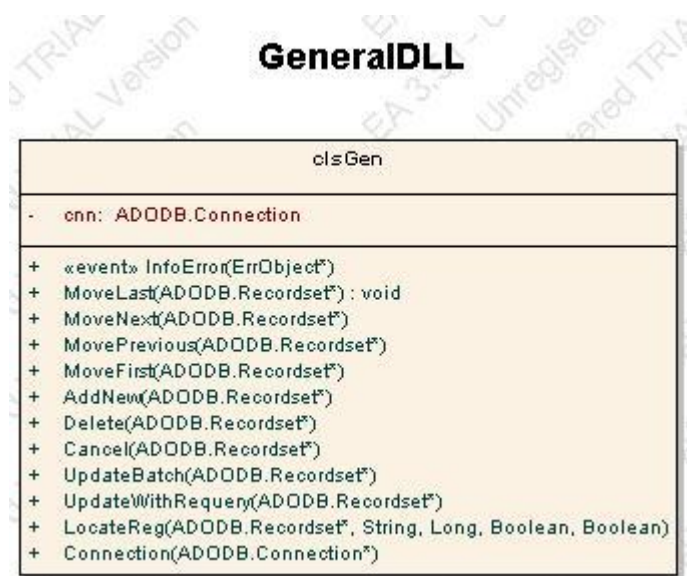 GeneralDLL
clsGen
- cnn: ADODB.Connection
+ «event» InfoError(ErrObject*)
+ MoveLast(ADODB.Recordset*) : void
+ MoveNext(ADODB.Recordset*)
+ MovePrevious(ADODB.Recordset*)
+ MoveFirst(ADODB.Recordset*)
+ AddNew(ADODB.Recordset*)
+ Delete(ADODB.Recordset*)
+ Cancel(ADODB.Recordset*)
+ UpdateBatch(ADODB.Recordset*)
+ UpdateWithRequery(ADODB.Recordset*)
+ LocateReg(ADODB.Recordset*, String, Long, Boolean, Boolean)
+ Connection(ADODB.Connection*)